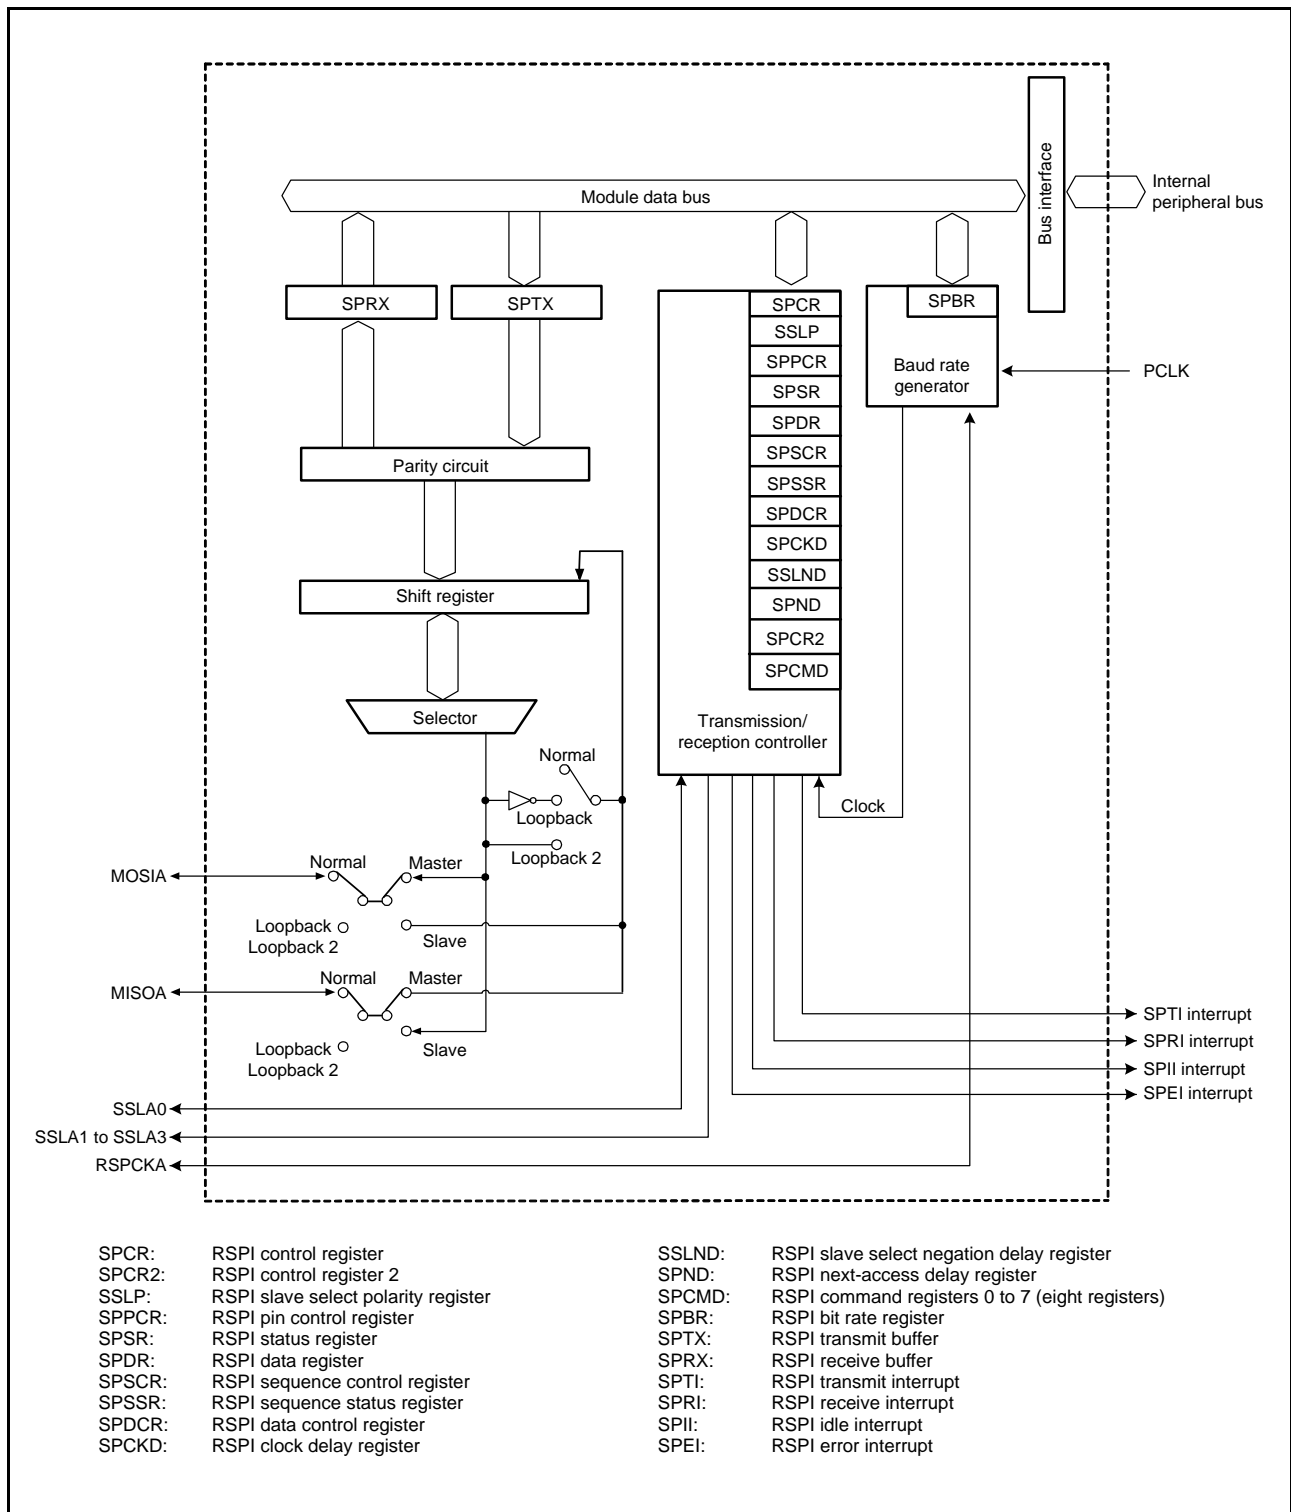 Module data bus
Bus interface
Internal
peripheral bus
SPRX
SPTX
SPCR
SPBR
SSLP
SPPCR
SPSR
SPDR
SPSCR
SPSSR
SPDCR
SPCKD
SSLND
SPND
SPCR2
SPCMD
Baud rate
generator
PCLK
Parity circuit
Shift register
Selector
Transmission/
reception controller
Normal
Loopback
Loopback 2
Clock
MOSIA
Normal
Master
Loopback
Loopback 2
Slave
MISOA
Normal
Master
Loopback
Loopback 2
Slave
SPTI interrupt
SPRI interrupt
SPII interrupt
SPEI interrupt
SSLA0
SSLA1 to SSLA3
RSPCKA
SPCR: RSPI control register
SPCR2: RSPI control register 2
SSLP: RSPI slave select polarity register
SPPCR: RSPI pin control register
SPSR: RSPI status register
SPDR: RSPI data register
SPSCR: RSPI sequence control register
SPSSR: RSPI sequence status register
SPDCR: RSPI data control register
SPCKD: RSPI clock delay register
SSLND: RSPI slave select negation delay register
SPND: RSPI next-access delay register
SPCMD: RSPI command registers 0 to 7 (eight registers)
SPBR: RSPI bit rate register
SPTX: RSPI transmit buffer
SPRX: RSPI receive buffer
SPTI: RSPI transmit interrupt
SPRI: RSPI receive interrupt
SPII: RSPI idle interrupt
SPEI: RSPI error interrupt